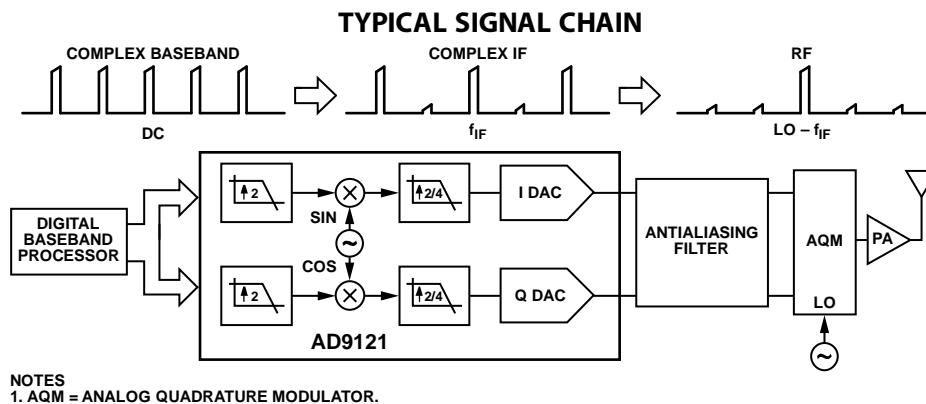 TYPICAL SIGNAL CHAIN
COMPLEX BASEBAND
COMPLEX IF
RF
DC
fIF
LO – fIF
2
2/4
I DAC
SIN
DIGITAL
BASEBAND
PROCESSOR
ANTIALIASING
FILTER
AQM
PA
COS
2
2/4
Q DAC
LO
AD9121
NOTES
1. AQM = ANALOG QUADRATURE MODULATOR.